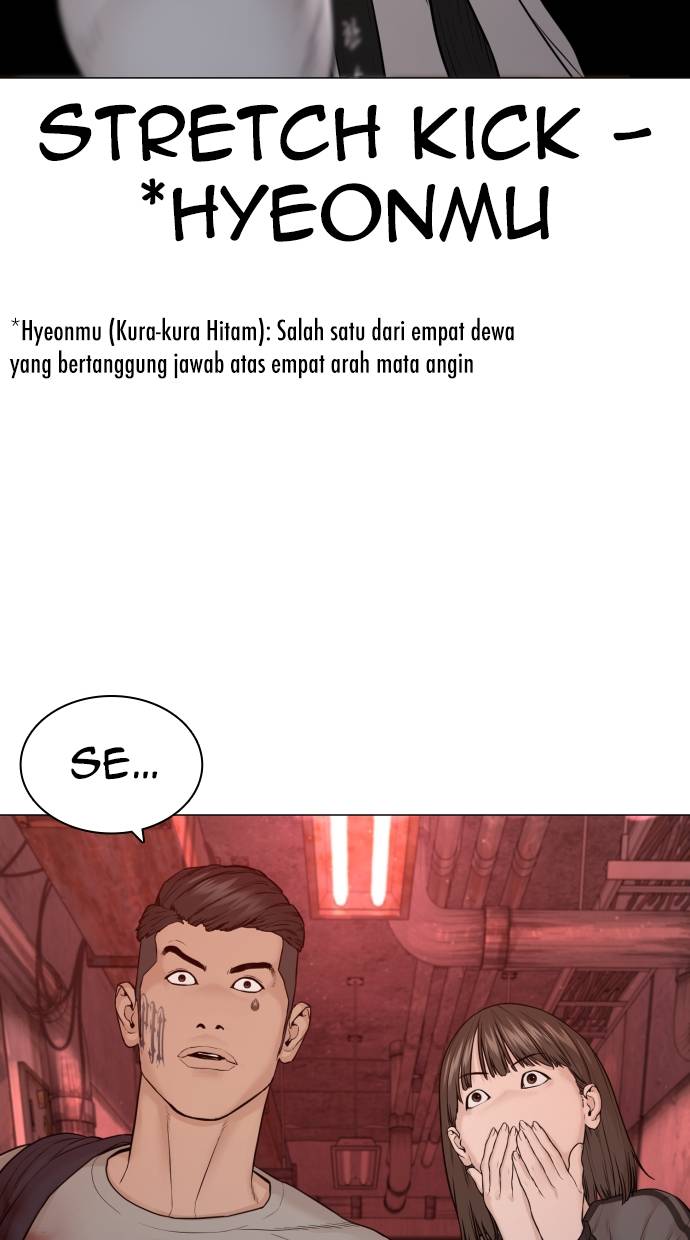 STRETCH KICK –
*HYEONMU
*Hyeonmu (Kura-kura Hitam): Salah satu dari empat dewa
yang bertanggung jawab atas empat arah mata angin
SE...